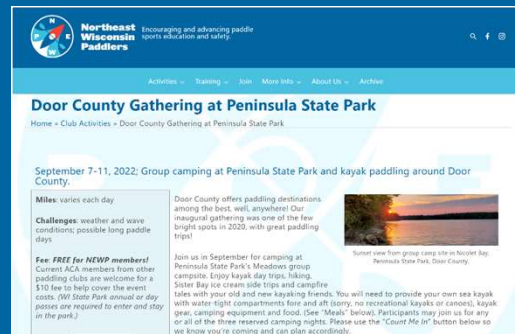 Northeast
Wisconsin
Paddlers
Encouraging and advancing paddle
sports education and safety.
Activities Training Join More Info About Us Archive
Door County Gathering at Peninsula State Park
Home » Club Activities » Door County Gathering at Peninsula State Park
September 7-11, 2022; Group camping at Peninsula State Park and kayak paddling around Door
County.
Miles: varies each day
Challenges: weather and wave
conditions; possible long paddle
days
Fee: FREE for NEWP members!
Current ACA members from other
paddling clubs are welcome for a
$10 fee to help cover the event
costs. (WI State Park annual or day
passes are required to enter and stay
in the park.)
Door County offers paddling destinations
among the best, well, anywhere! Our
inaugural gathering was one of the few
bright spots in 2020, with great paddling
trips!
Join us in September for camping at
Peninsula State Park's Meadows group
campsite. Enjoy kayak day trips, hiking,
Sister Bay ice cream side trips and campfire
tales with your old and new kayaking friends. You will need to provide your own sea kayak
with water tight compartments fore and aft (sorry, no recreational kayaks or canoes), kayak
gear, camping equipment and food. (See "Meals" below). Participants may join us for any
or all of the three reserved camping nights. Please use the "Count Me In" button below so
we know you're coming and can plan accordingly.
Sunset view from group camp site in Nicolet Bay,
Peninsula State Park, Door County.